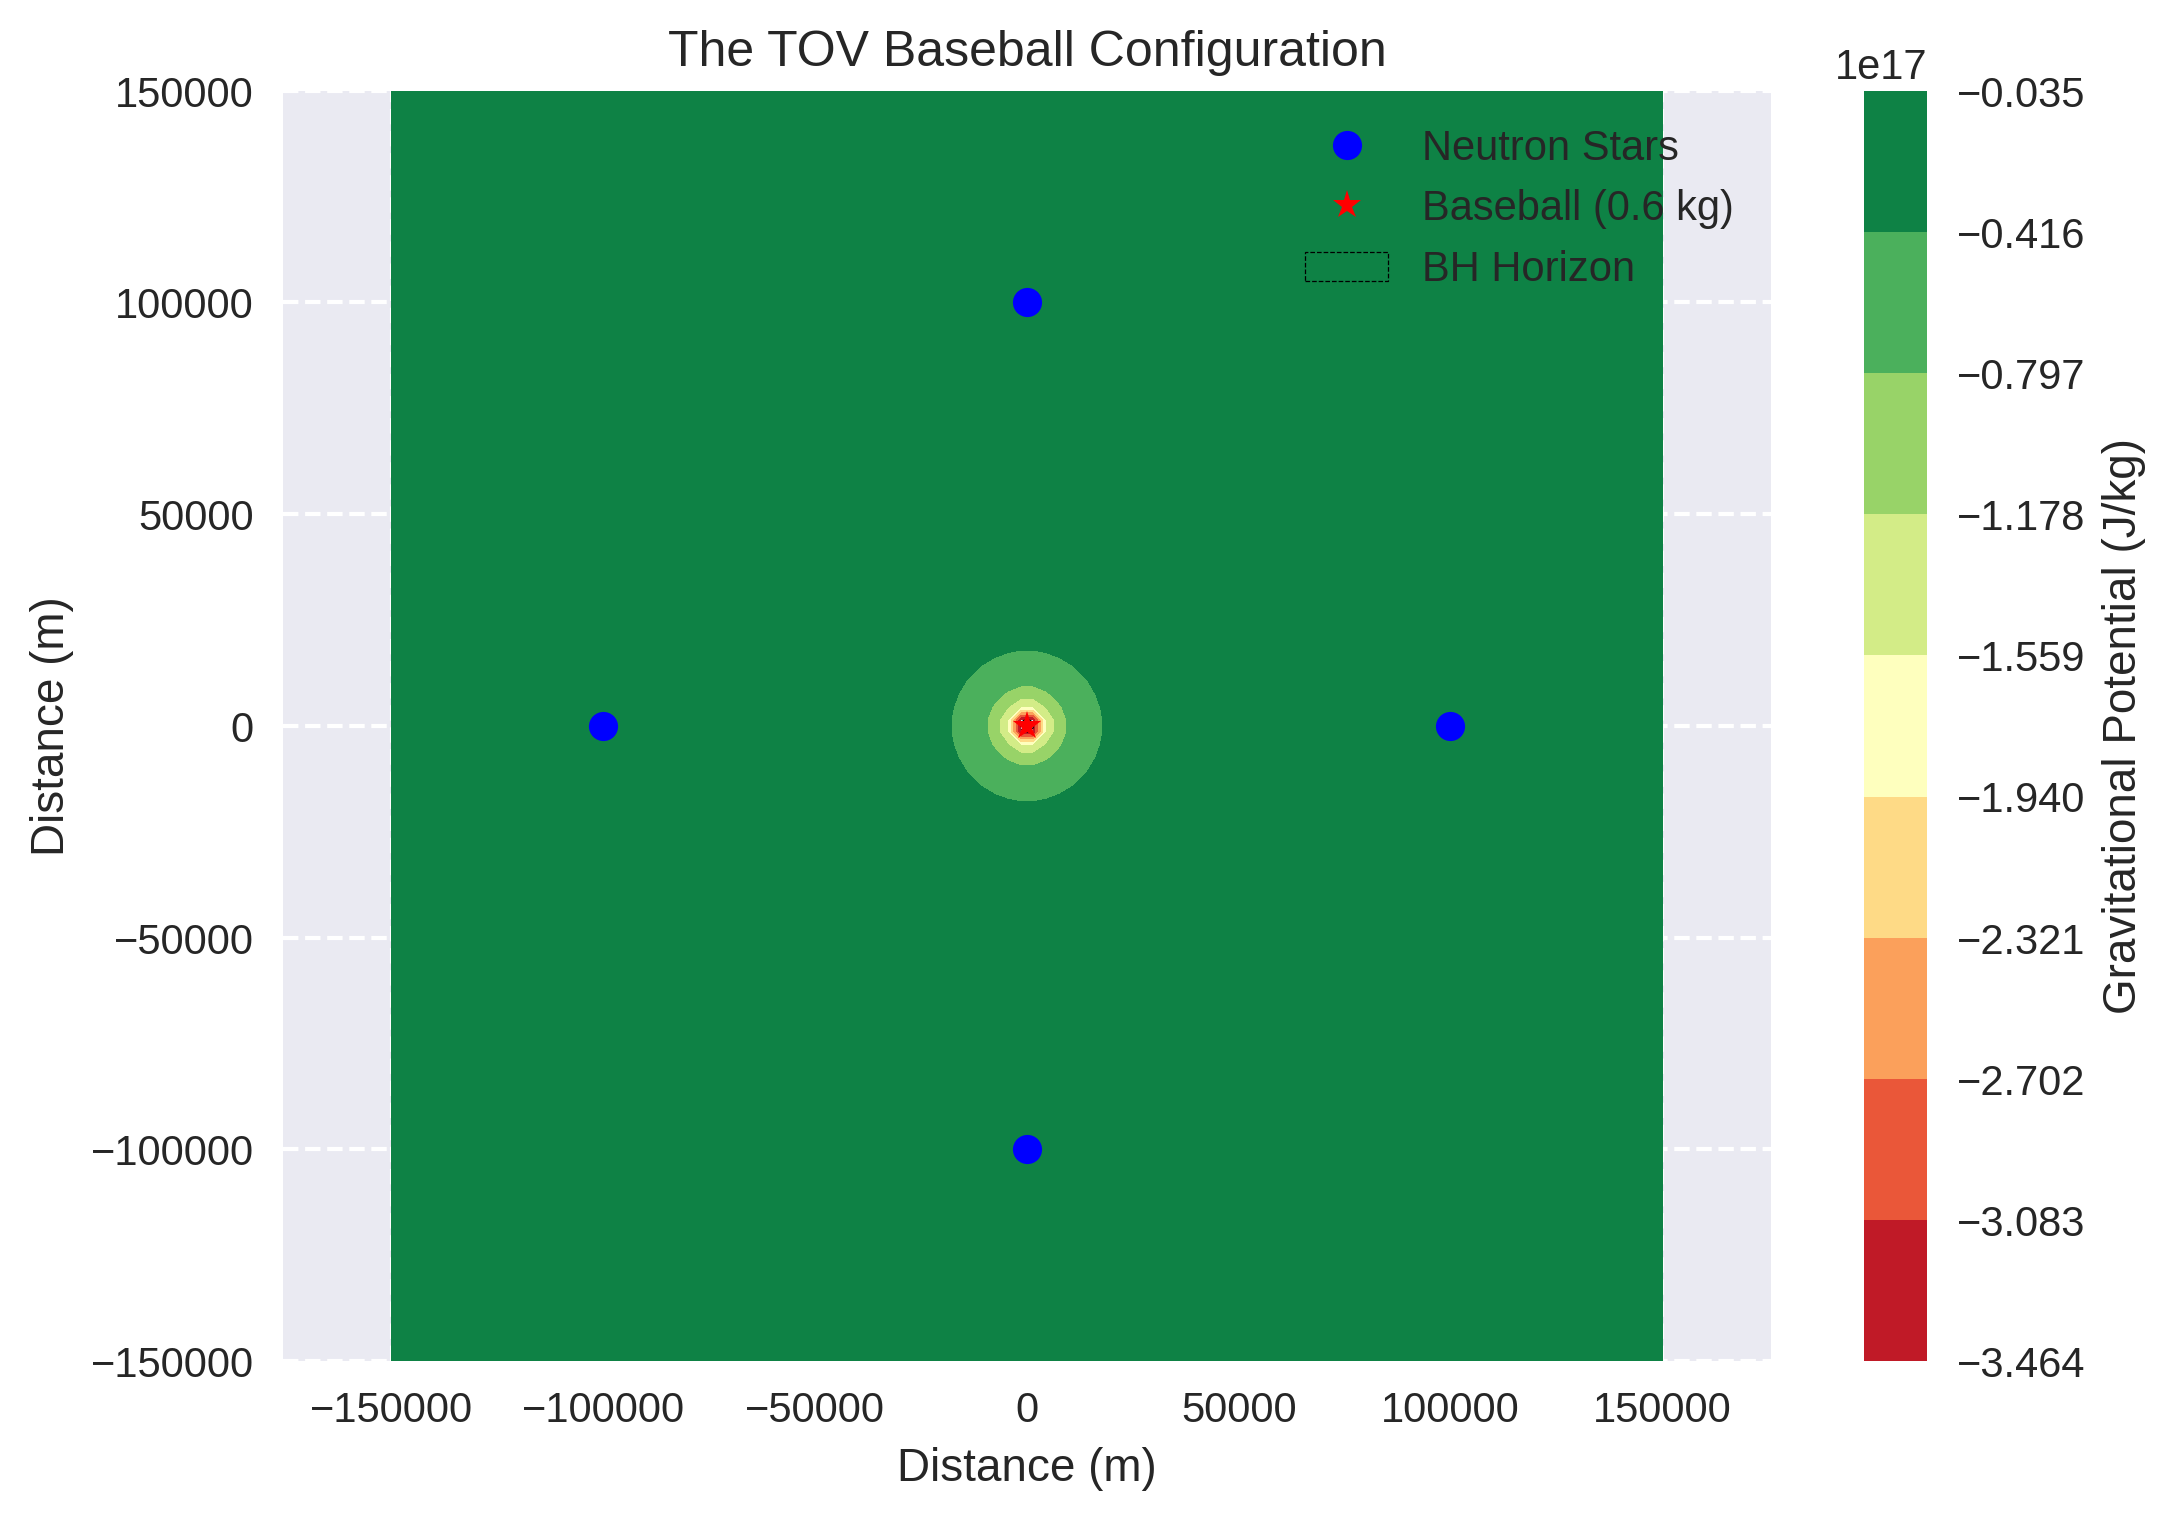 The TOV Baseball Configuration
1e17
150000
100000
50000
0
−50000
−100000
−150000
Distance (m)
Neutron Stars
Baseball (0.6 kg)
BH Horizon
−150000 −100000 −50000 0 50000 100000 150000
Distance (m)
−0.035
−0.416
−0.797
−1.178
−1.559
−1.940
−2.321
−2.702
−3.083
−3.464
Gravitational Potential (J/kg)